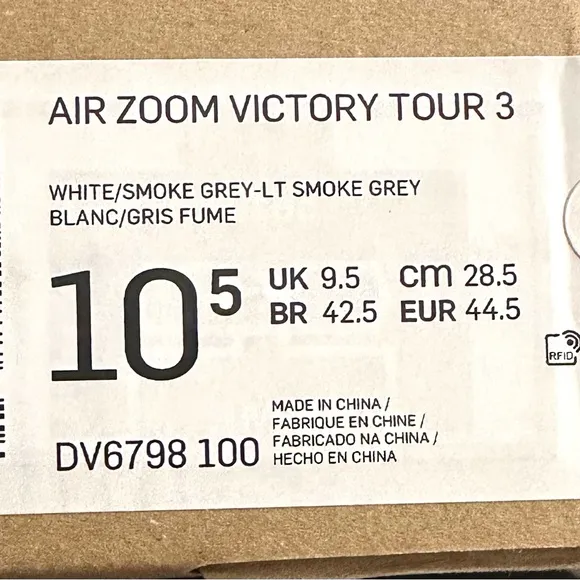 AIR ZOOM VICTORY TOUR 3
WHITE/SMOKE GREY-LT SMOKE GREY
BLANC/GRIS FUME
10 5
UK 9.5 cm 28.5
BR 42.5 EUR 44.5
RFID
MADE IN CHINA /
FABRIQUE EN CHINE /
FABRICADO NA CHINA /
HECHO EN CHINA
DV6798 100